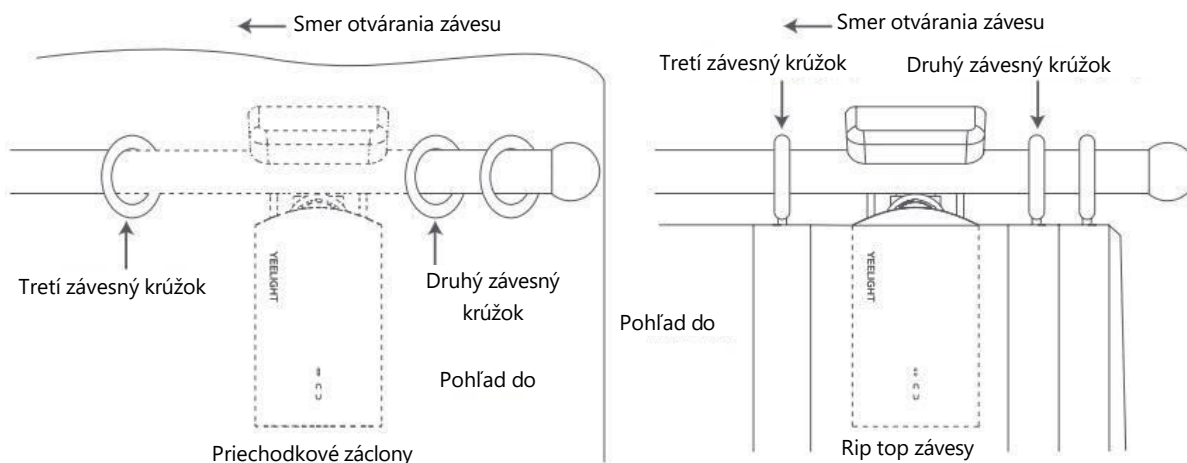 Smer otvárania závesu
Tretí závesný krúžok
Druhý závesný
krúžok
YEELIGHT
Pohľad do
Priechodkové záclony
Smer otvárania závesu
Tretí závesný krúžok
Druhý závesný krúžok
YEELIGHT
Pohľad do
Rip top závesy